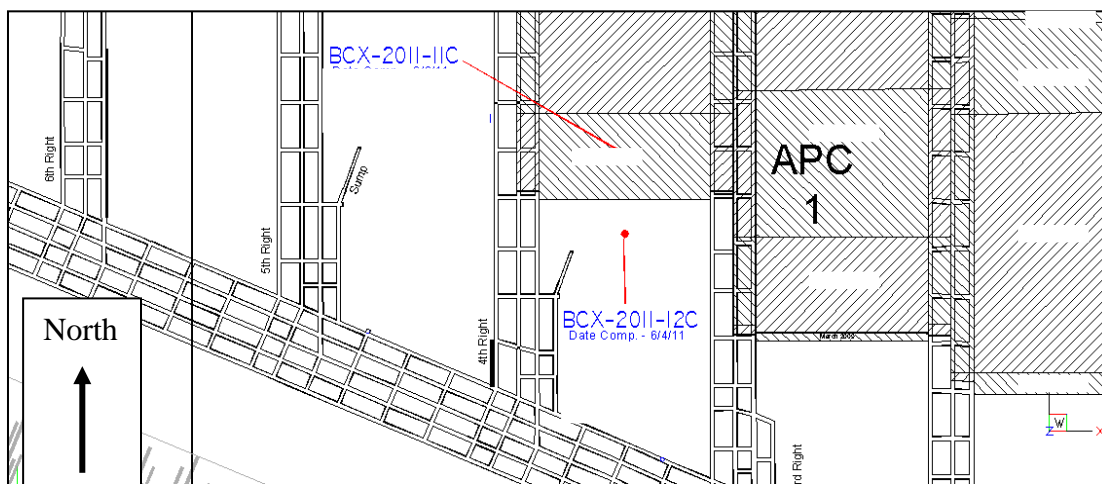 BCX-2011-11C
6th Right
Sump
APC
1
5th Right
North
BCX-2011-12C
Date Comp. - 6/4/11
4th Right
March 2009
rd Right
W
Z
X